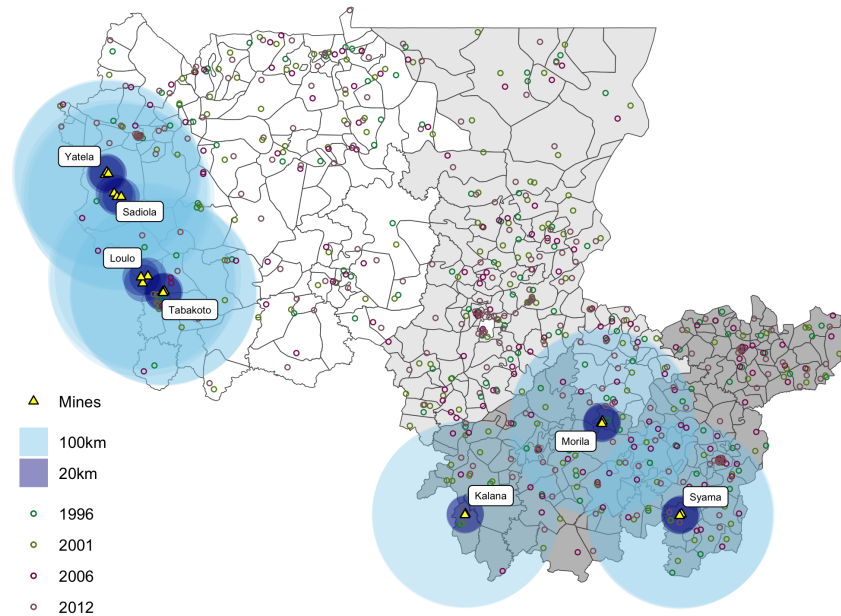 Yatela
Sadiola
Loulo
Tabakoto
Morila
Kalana
Syama
Mines
100km
20km
1996
2001
2006
2012